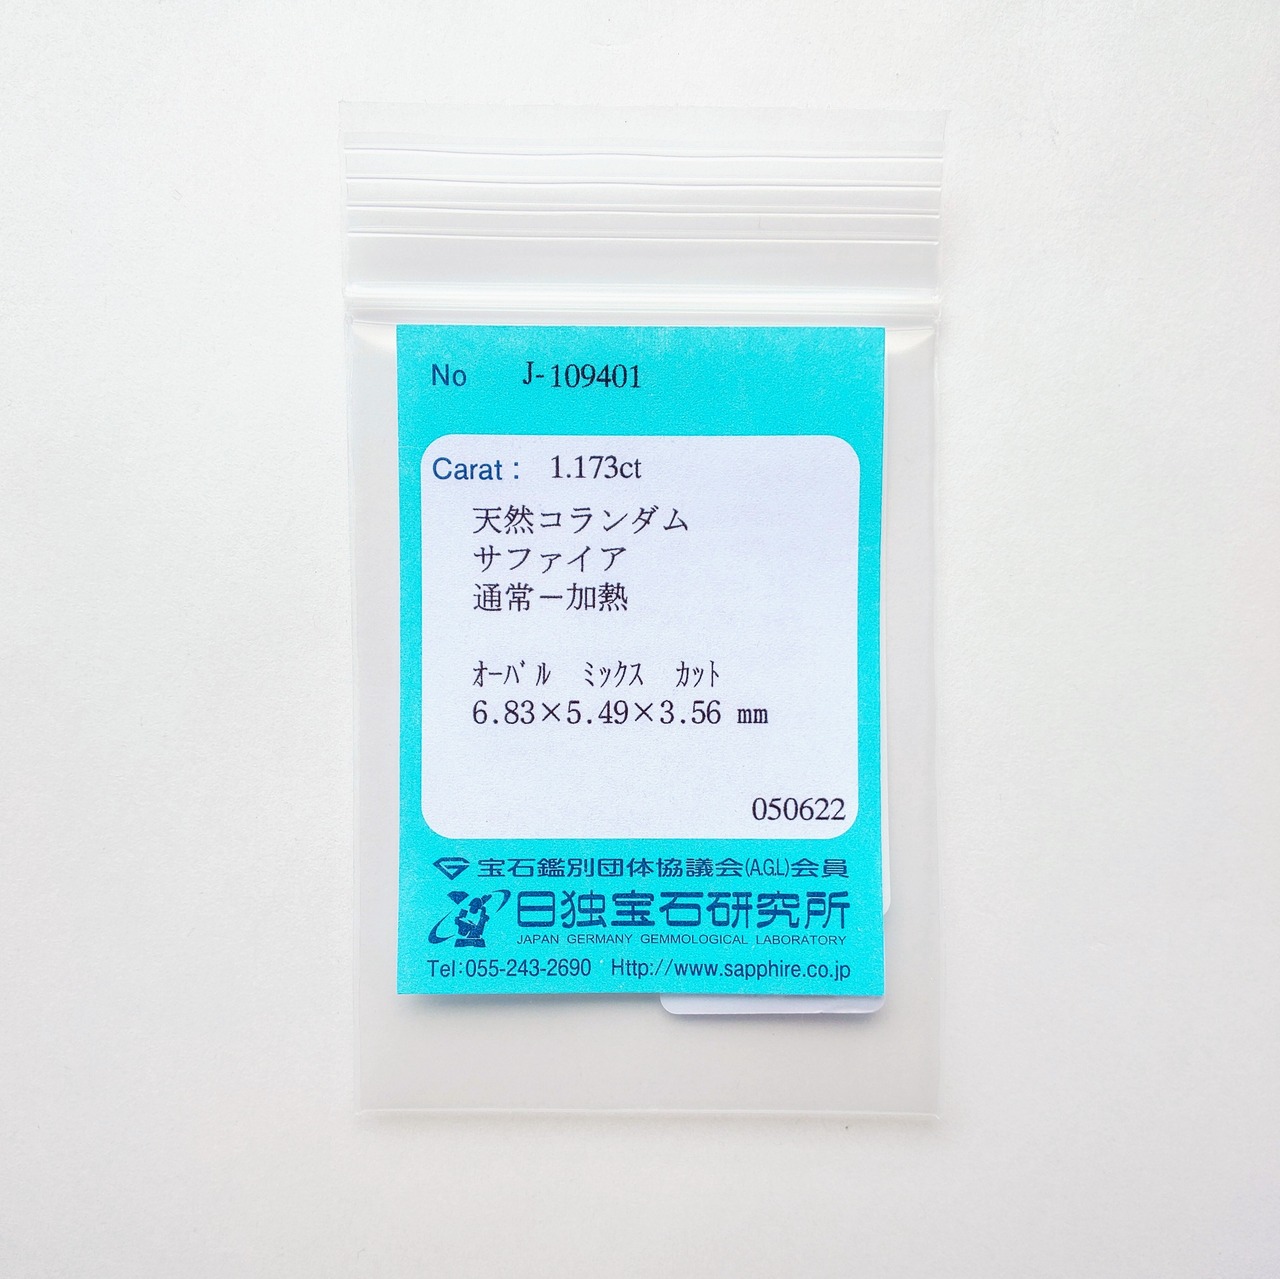 No J-109401
Carat： 1.173ct
天然コランダム
サファイア
通常－加熱
ｵｰﾊﾞﾙ ﾐｯｸｽ ｶｯﾄ
6.83×5.49×3.56 mm
050622
宝石鑑別団体協議会(A.G.L)会員
日独宝石研究所
JAPAN GERMANY GEMMOLOGICAL LABORATORY
Tel:055-243-2690 Http://www.sapphire.co.jp